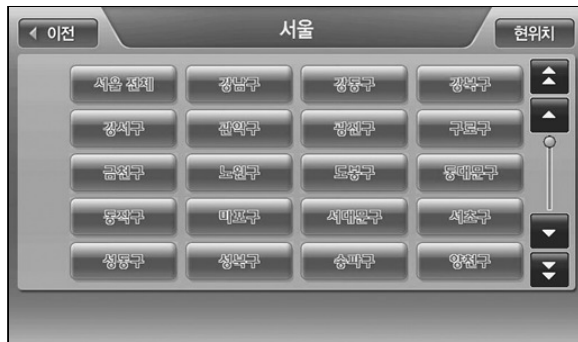 이전 서울 현위치
서울 전체 강남구 강동구 강북구
강서구 관악구 광진구 구로구
금천구 노원구 도봉구 동대문구
동작구 마포구 서대문구 서초구
성동구 성북구 송파구 양천구